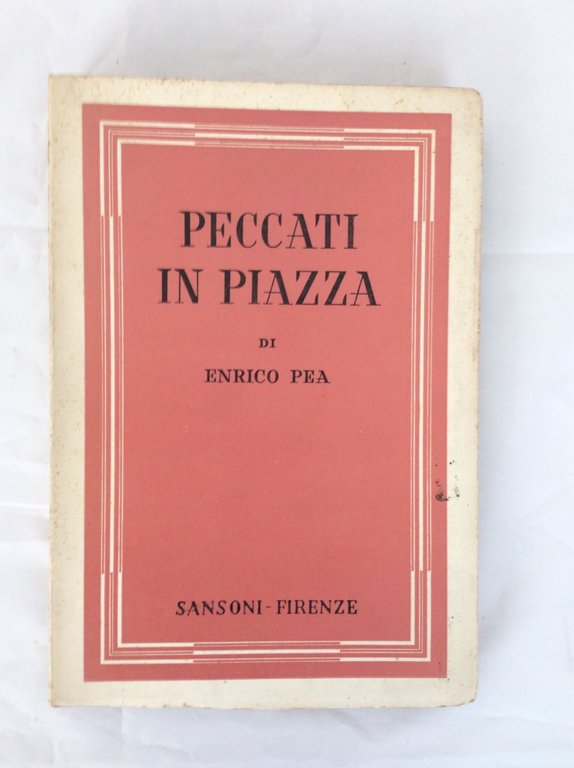 PECCATI
IN PIAZZA
DI
ENRICO PEA
SANSONI-FIRENZE